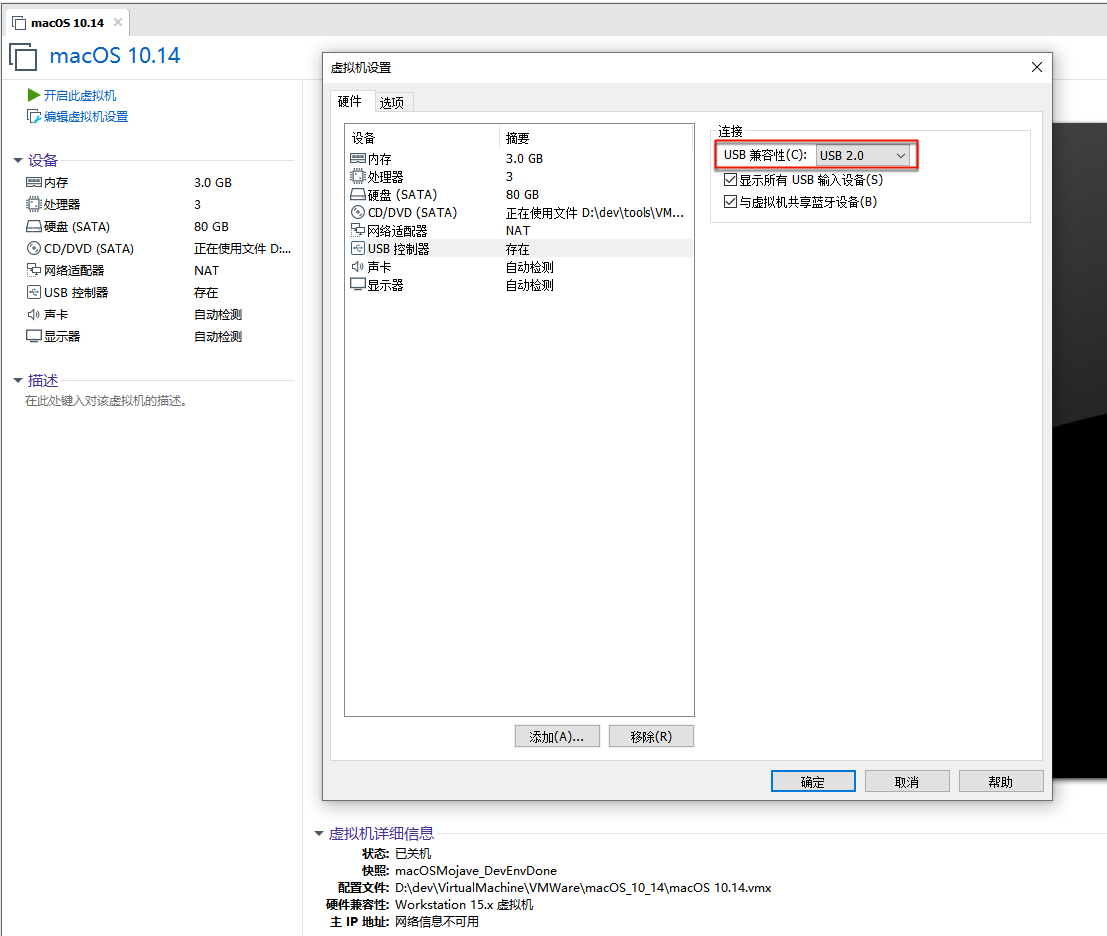 macOS 10.14
macOS 10.14
开启此虚拟机
编辑虚拟机设置
设备
内存 3.0 GB
处理器 3
硬盘 (SATA) 80 GB
CD/DVD (SATA) 正在使用文件 D:...
网络适配器 NAT
USB 控制器 存在
声卡 自动检测
显示器 自动检测
描述
在此处键入对该虚拟机的描述。
虚拟机设置
硬件 选项
设备 摘要
内存 3.0 GB
处理器 3
硬盘 (SATA) 80 GB
CD/DVD (SATA) 正在使用文件 D:\dev\tools\VM...
网络适配器 NAT
USB 控制器 存在
声卡 自动检测
显示器 自动检测
添加(A)... 移除(R)
连接
USB 兼容性(C): USB 2.0
显示所有 USB 输入设备(S)
与虚拟机共享蓝牙设备(B)
确定 取消 帮助
虚拟机详细信息
状态: 已关机
快照: macOSMojave_DevEnvDone
配置文件: D:\dev\VirtualMachine\VMWare\macOS_10_14\macOS 10.14.vmx
硬件兼容性: Workstation 15.x 虚拟机
主 IP 地址: 网络信息不可用